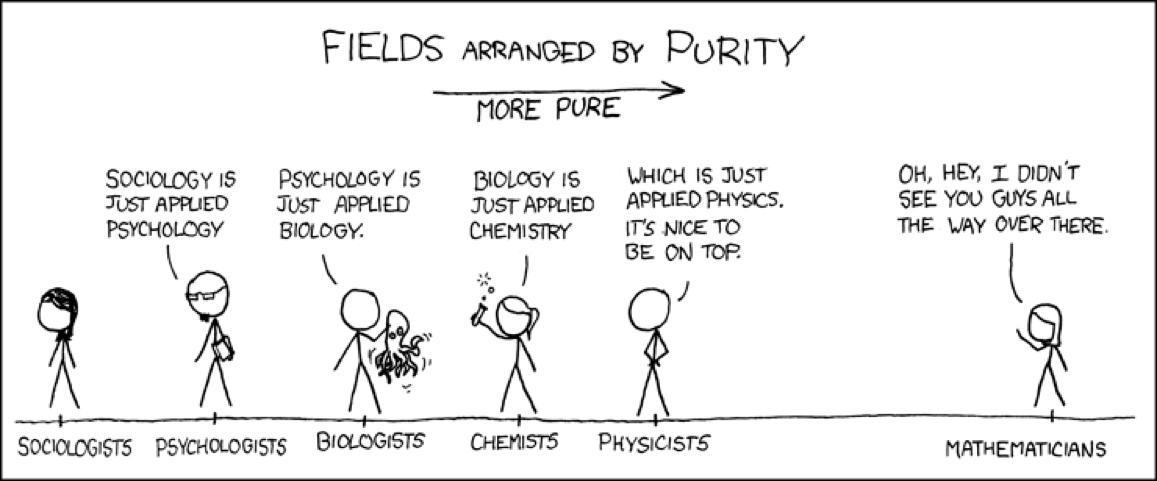 FIELDS ARRANGED BY PURITY
MORE PURE
SOCIOLOGY IS
JUST APPLIED
PSYCHOLOGY
PSYCHOLOGY IS
JUST APPLIED
BIOLOGY.
BIOLOGY IS
JUST APPLIED
CHEMISTRY
WHICH IS JUST
APPLIED PHYSICS.
IT'S NICE TO
BE ON TOP.
OH, HEY, I DIDN'T
SEE YOU GUYS ALL
THE WAY OVER THERE.
SOCIOLOGISTS
PSYCHOLOGISTS
BIOLOGISTS
CHEMISTS
PHYSICISTS
MATHEMATICIANS